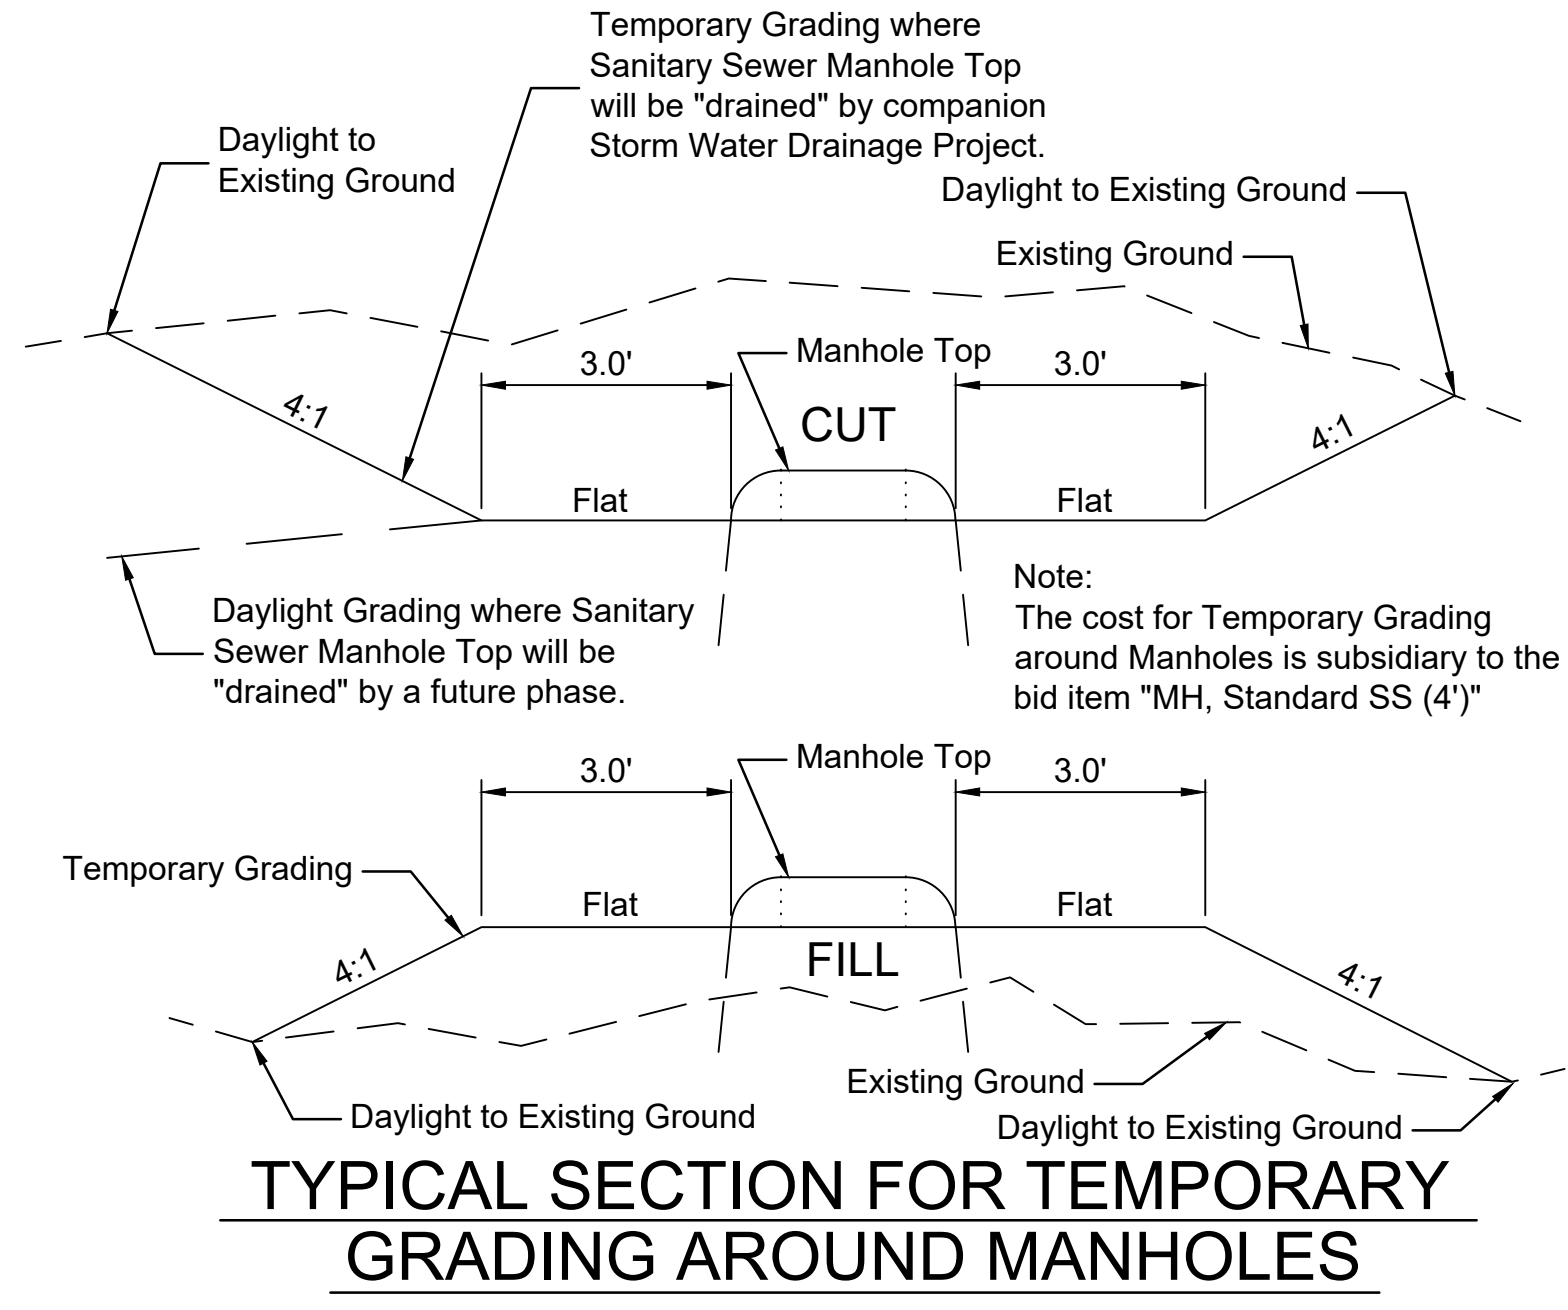 Temporary Grading where
Sanitary Sewer Manhole Top
will be "drained" by companion
Storm Water Drainage Project.
Daylight to
Existing Ground
Daylight to Existing Ground
Existing Ground
3.0'
Manhole Top
3.0'
4:1
CUT
4:1
Flat
Flat
Daylight Grading where Sanitary
Sewer Manhole Top will be
"drained" by a future phase.
Note:
The cost for Temporary Grading
around Manholes is subsidiary to the
bid item "MH, Standard SS (4')"
3.0'
Manhole Top
3.0'
Temporary Grading
Flat
Flat
4:1
FILL
4:1
Existing Ground
Daylight to Existing Ground
Daylight to Existing Ground
TYPICAL SECTION FOR TEMPORARY
GRADING AROUND MANHOLES